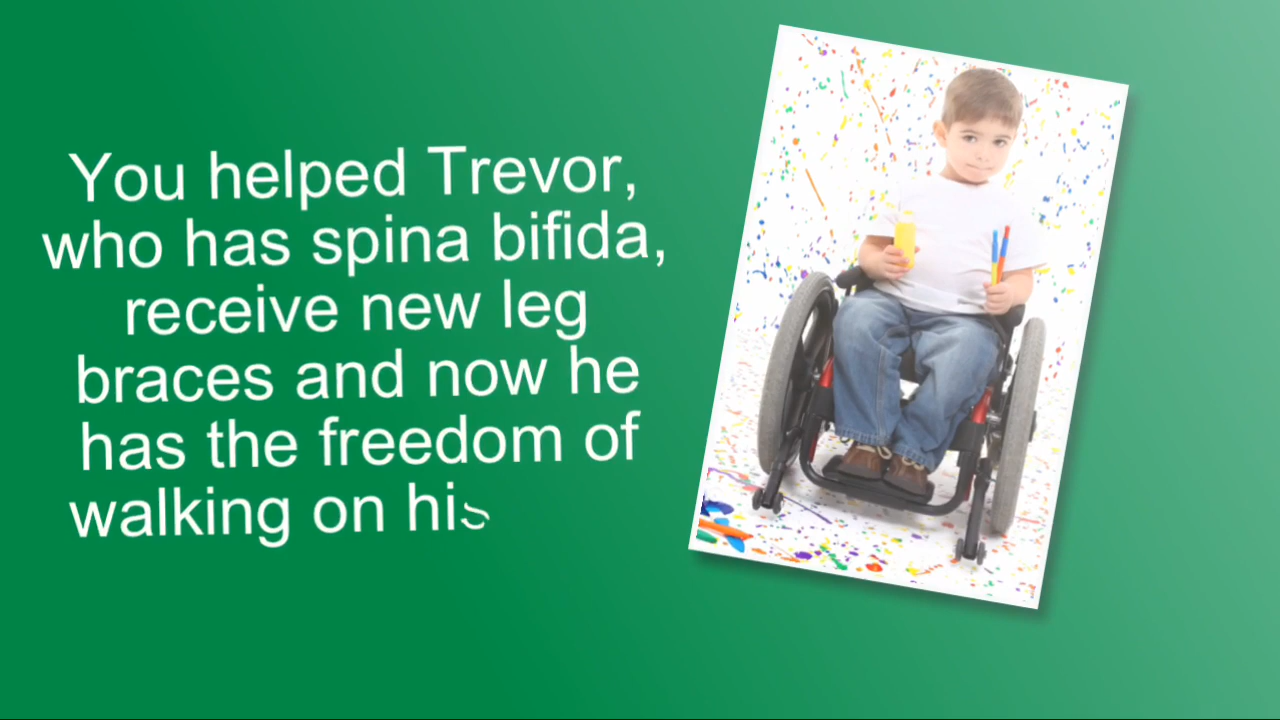 You helped Trevor,
who has spina bifida,
receive new leg
braces and now he
has the freedom of
walking on his